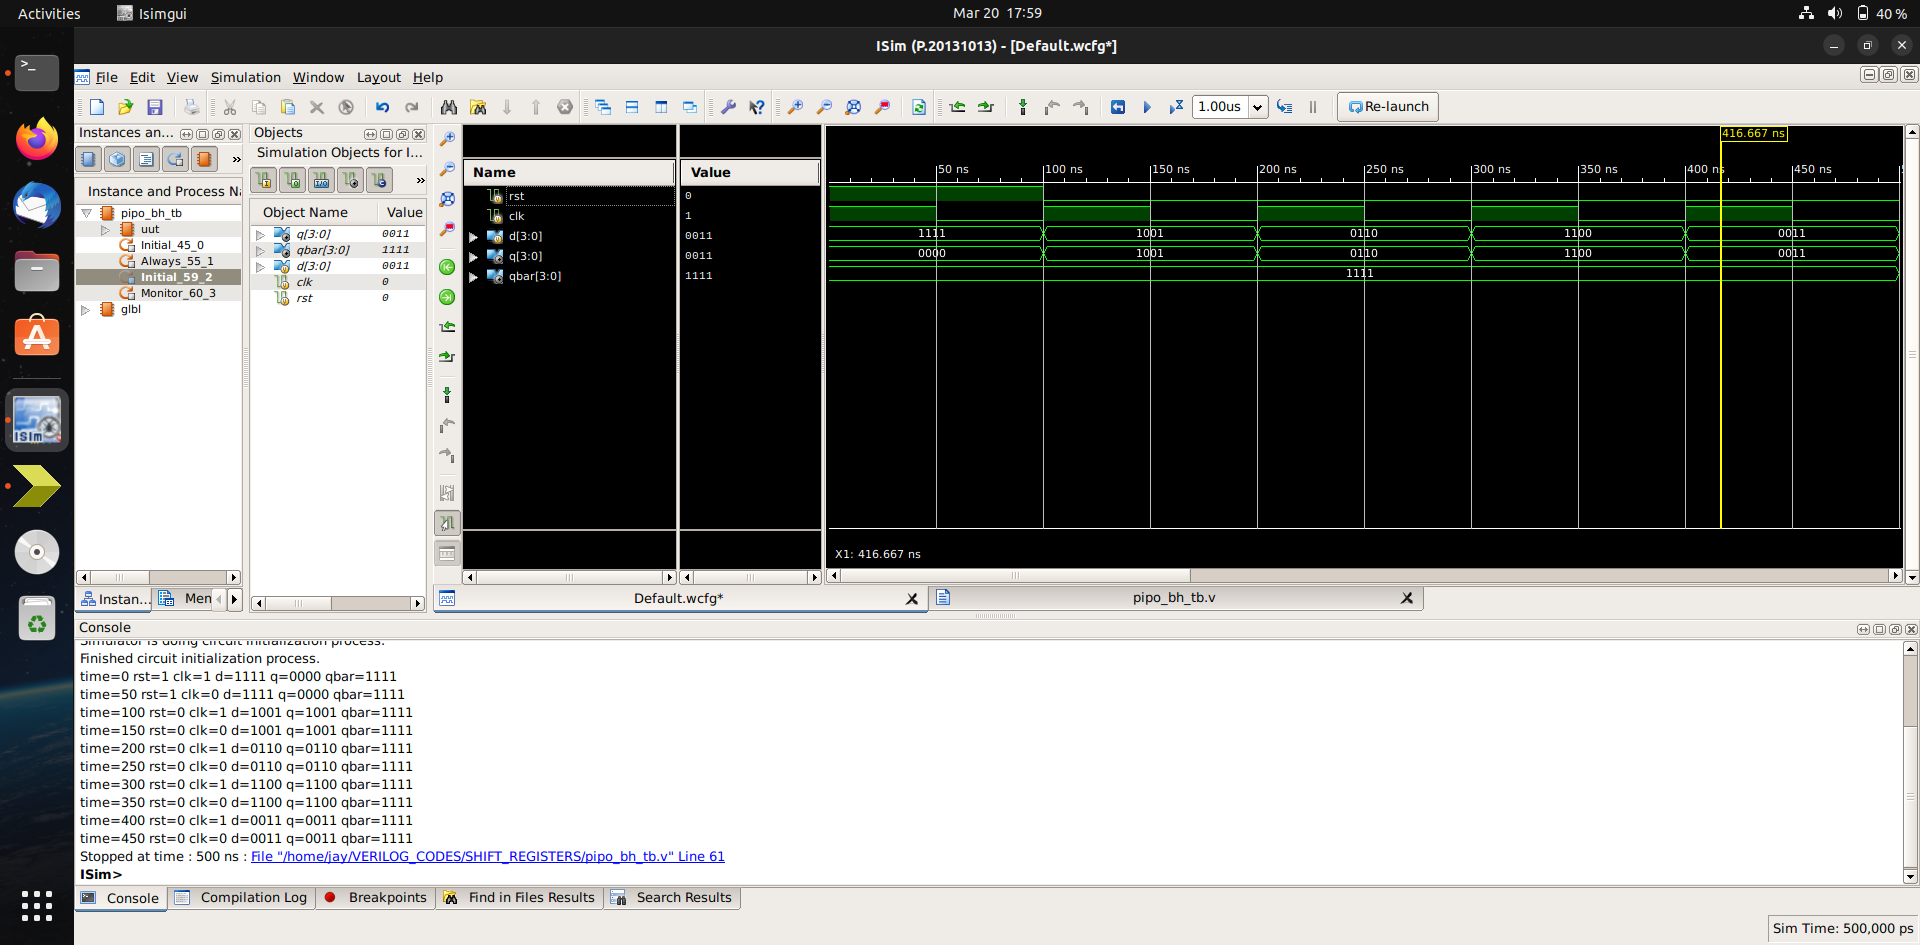 Activities Isimgui Mar 20 17:59 40 %
ISim (P.20131013) - [Default.wcfg*]
File Edit View Simulation Window Layout Help
1.00us Re-launch
Instances an...
Instance and Process Na
pipo_bh_tb
uut
Initial_45_0
Always_55_1
Initial_59_2
Monitor_60_3
glbl
Instan... Men
Objects
Simulation Objects for I...
Object Name Value
q[3:0] 0011
qbar[3:0] 1111
d[3:0] 0011
clk 0
rst 0
Name Value
rst 0
clk 1
d[3:0] 0011
q[3:0] 0011
qbar[3:0] 1111
416.667 ns
50 ns 100 ns 150 ns 200 ns 250 ns 300 ns 350 ns 400 ns 450 ns
1111 1001 0110 1100 0011
0000 1001 0110 1100 0011
1111
X1: 416.667 ns
Default.wcfg* pipo_bh_tb.v
Console
Simulator is doing circuit initialization process.
Finished circuit initialization process.
time=0 rst=1 clk=1 d=1111 q=0000 qbar=1111
time=50 rst=1 clk=0 d=1111 q=0000 qbar=1111
time=100 rst=0 clk=1 d=1001 q=1001 qbar=1111
time=150 rst=0 clk=0 d=1001 q=1001 qbar=1111
time=200 rst=0 clk=1 d=0110 q=0110 qbar=1111
time=250 rst=0 clk=0 d=0110 q=0110 qbar=1111
time=300 rst=0 clk=1 d=1100 q=1100 qbar=1111
time=350 rst=0 clk=0 d=1100 q=1100 qbar=1111
time=400 rst=0 clk=1 d=0011 q=0011 qbar=1111
time=450 rst=0 clk=0 d=0011 q=0011 qbar=1111
Stopped at time : 500 ns : File "/home/jay/VERILOG_CODES/SHIFT_REGISTERS/pipo_bh_tb.v" Line 61
ISim>
Console Compilation Log Breakpoints Find in Files Results Search Results
Sim Time: 500,000 ps